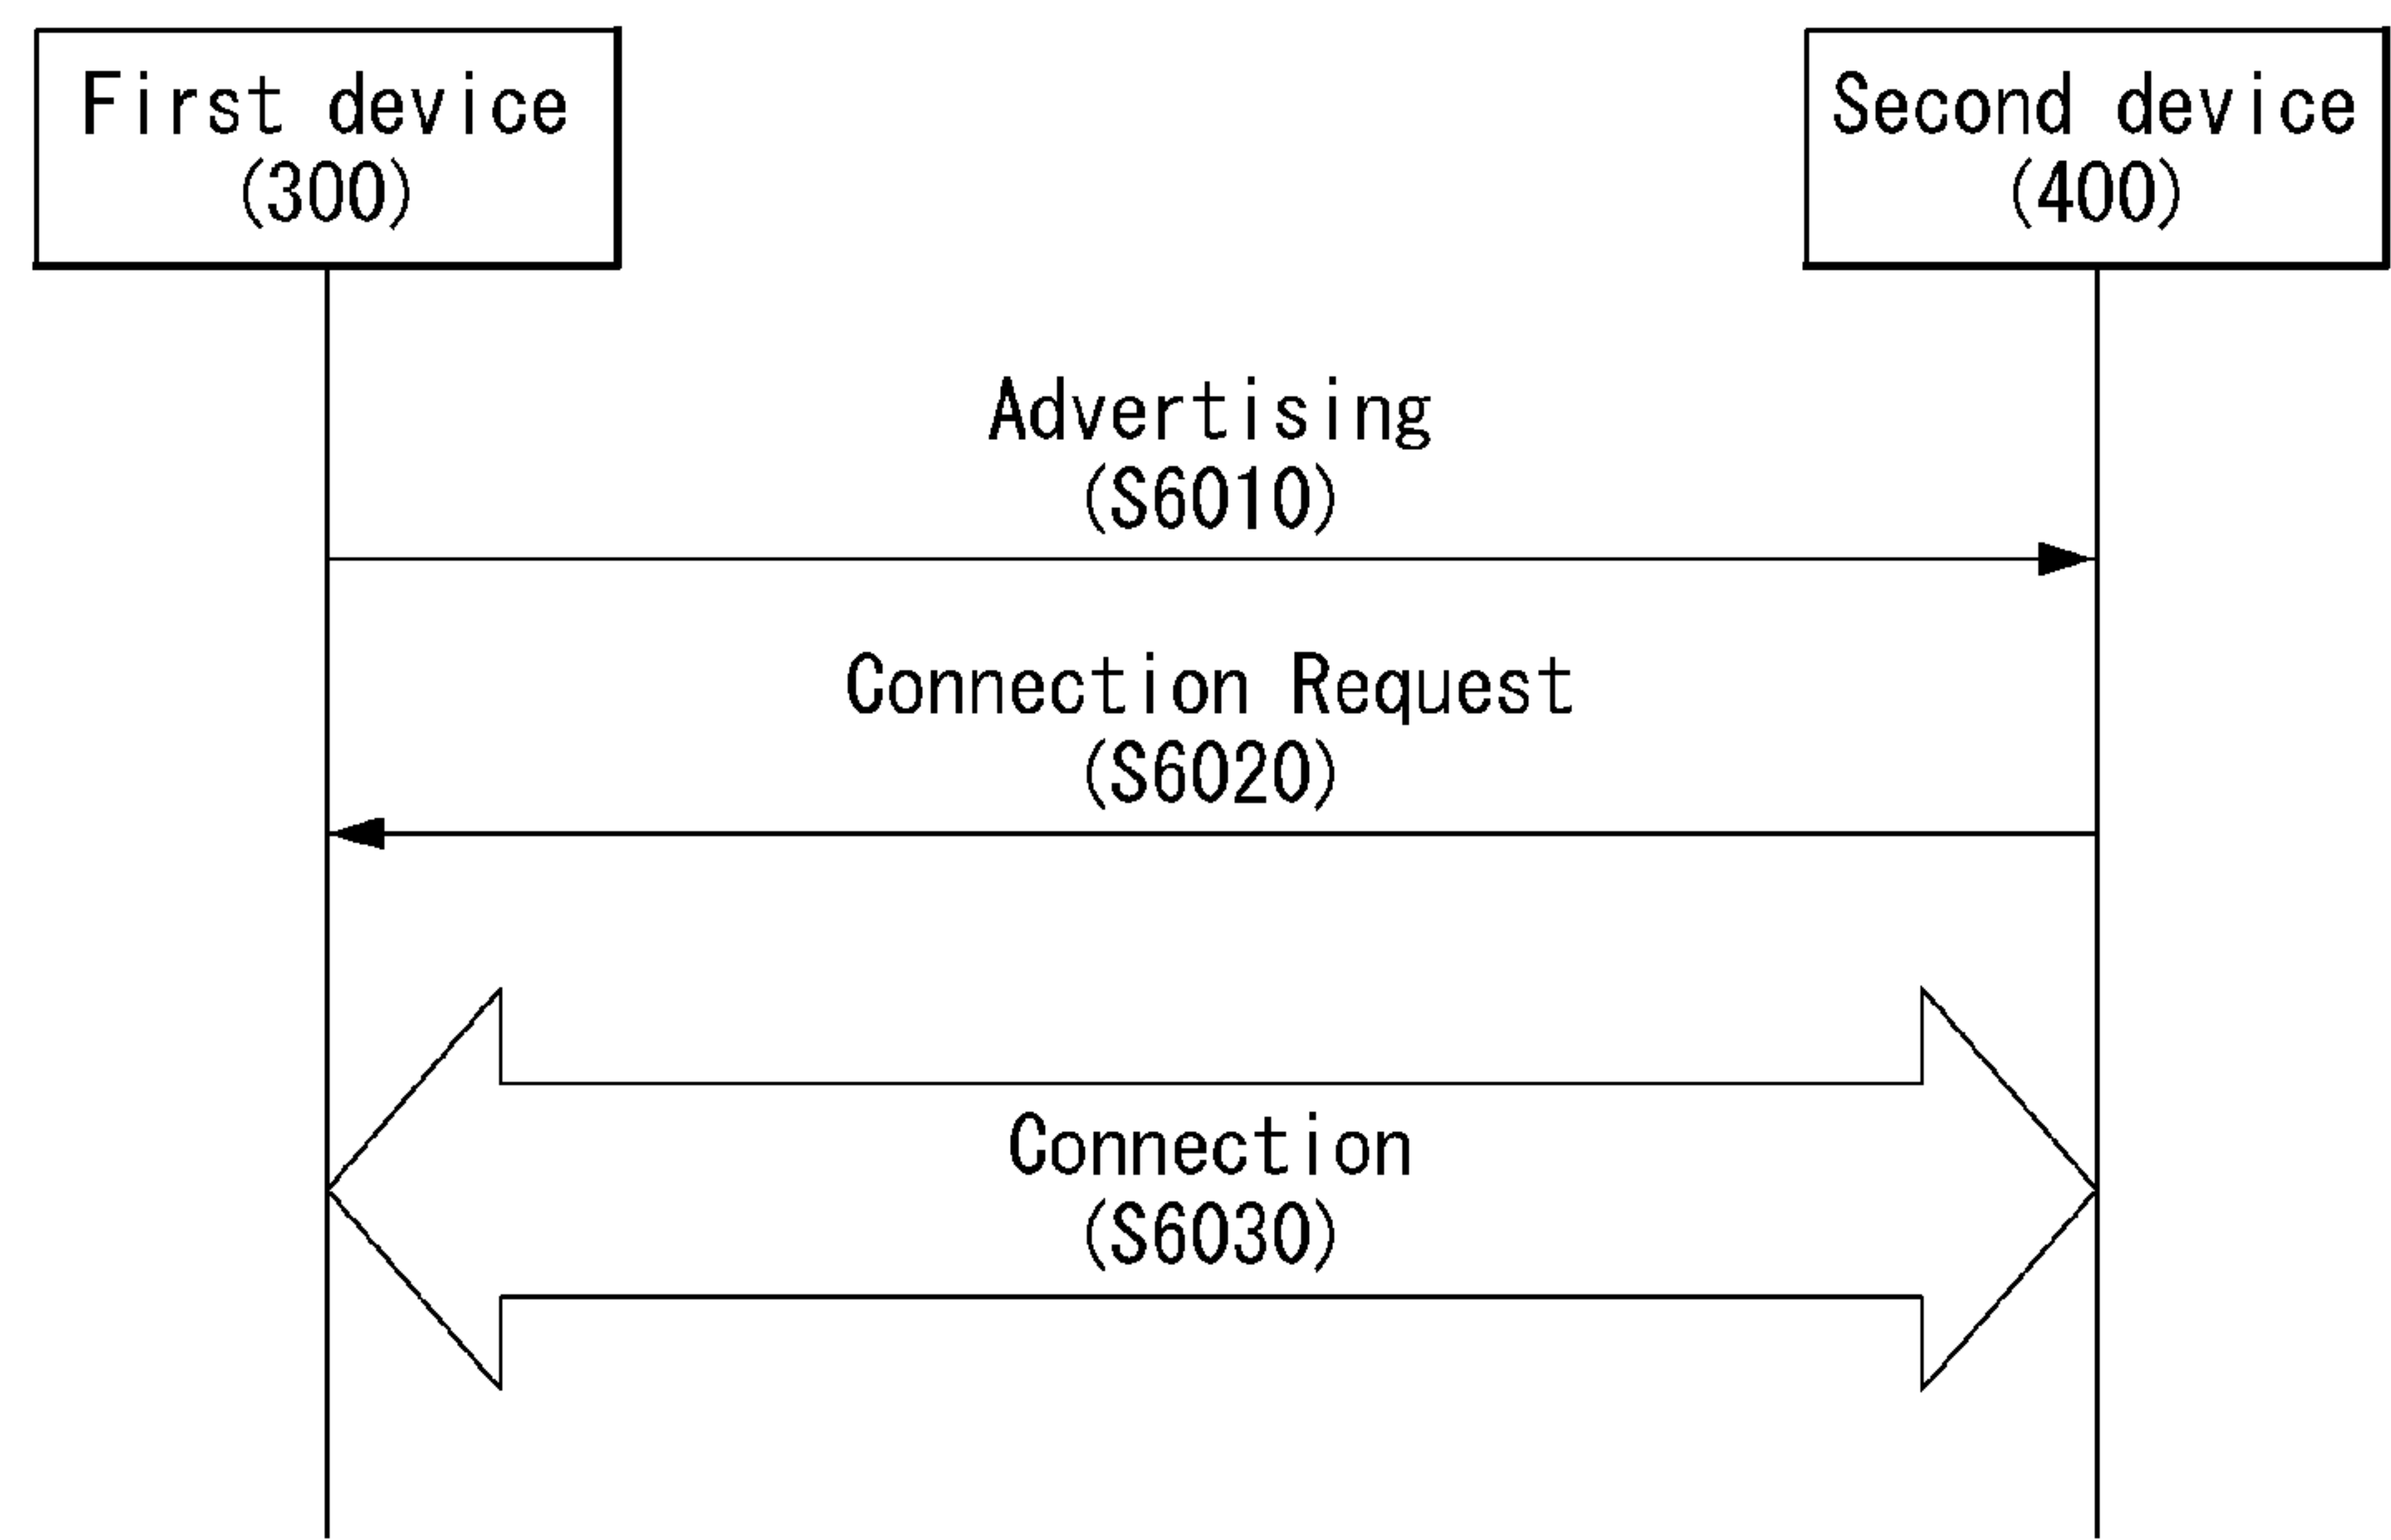 First device
(300)
Second device
(400)
Advertising
(S6010)
Connection Request
(S6020)
Connection
(S6030)